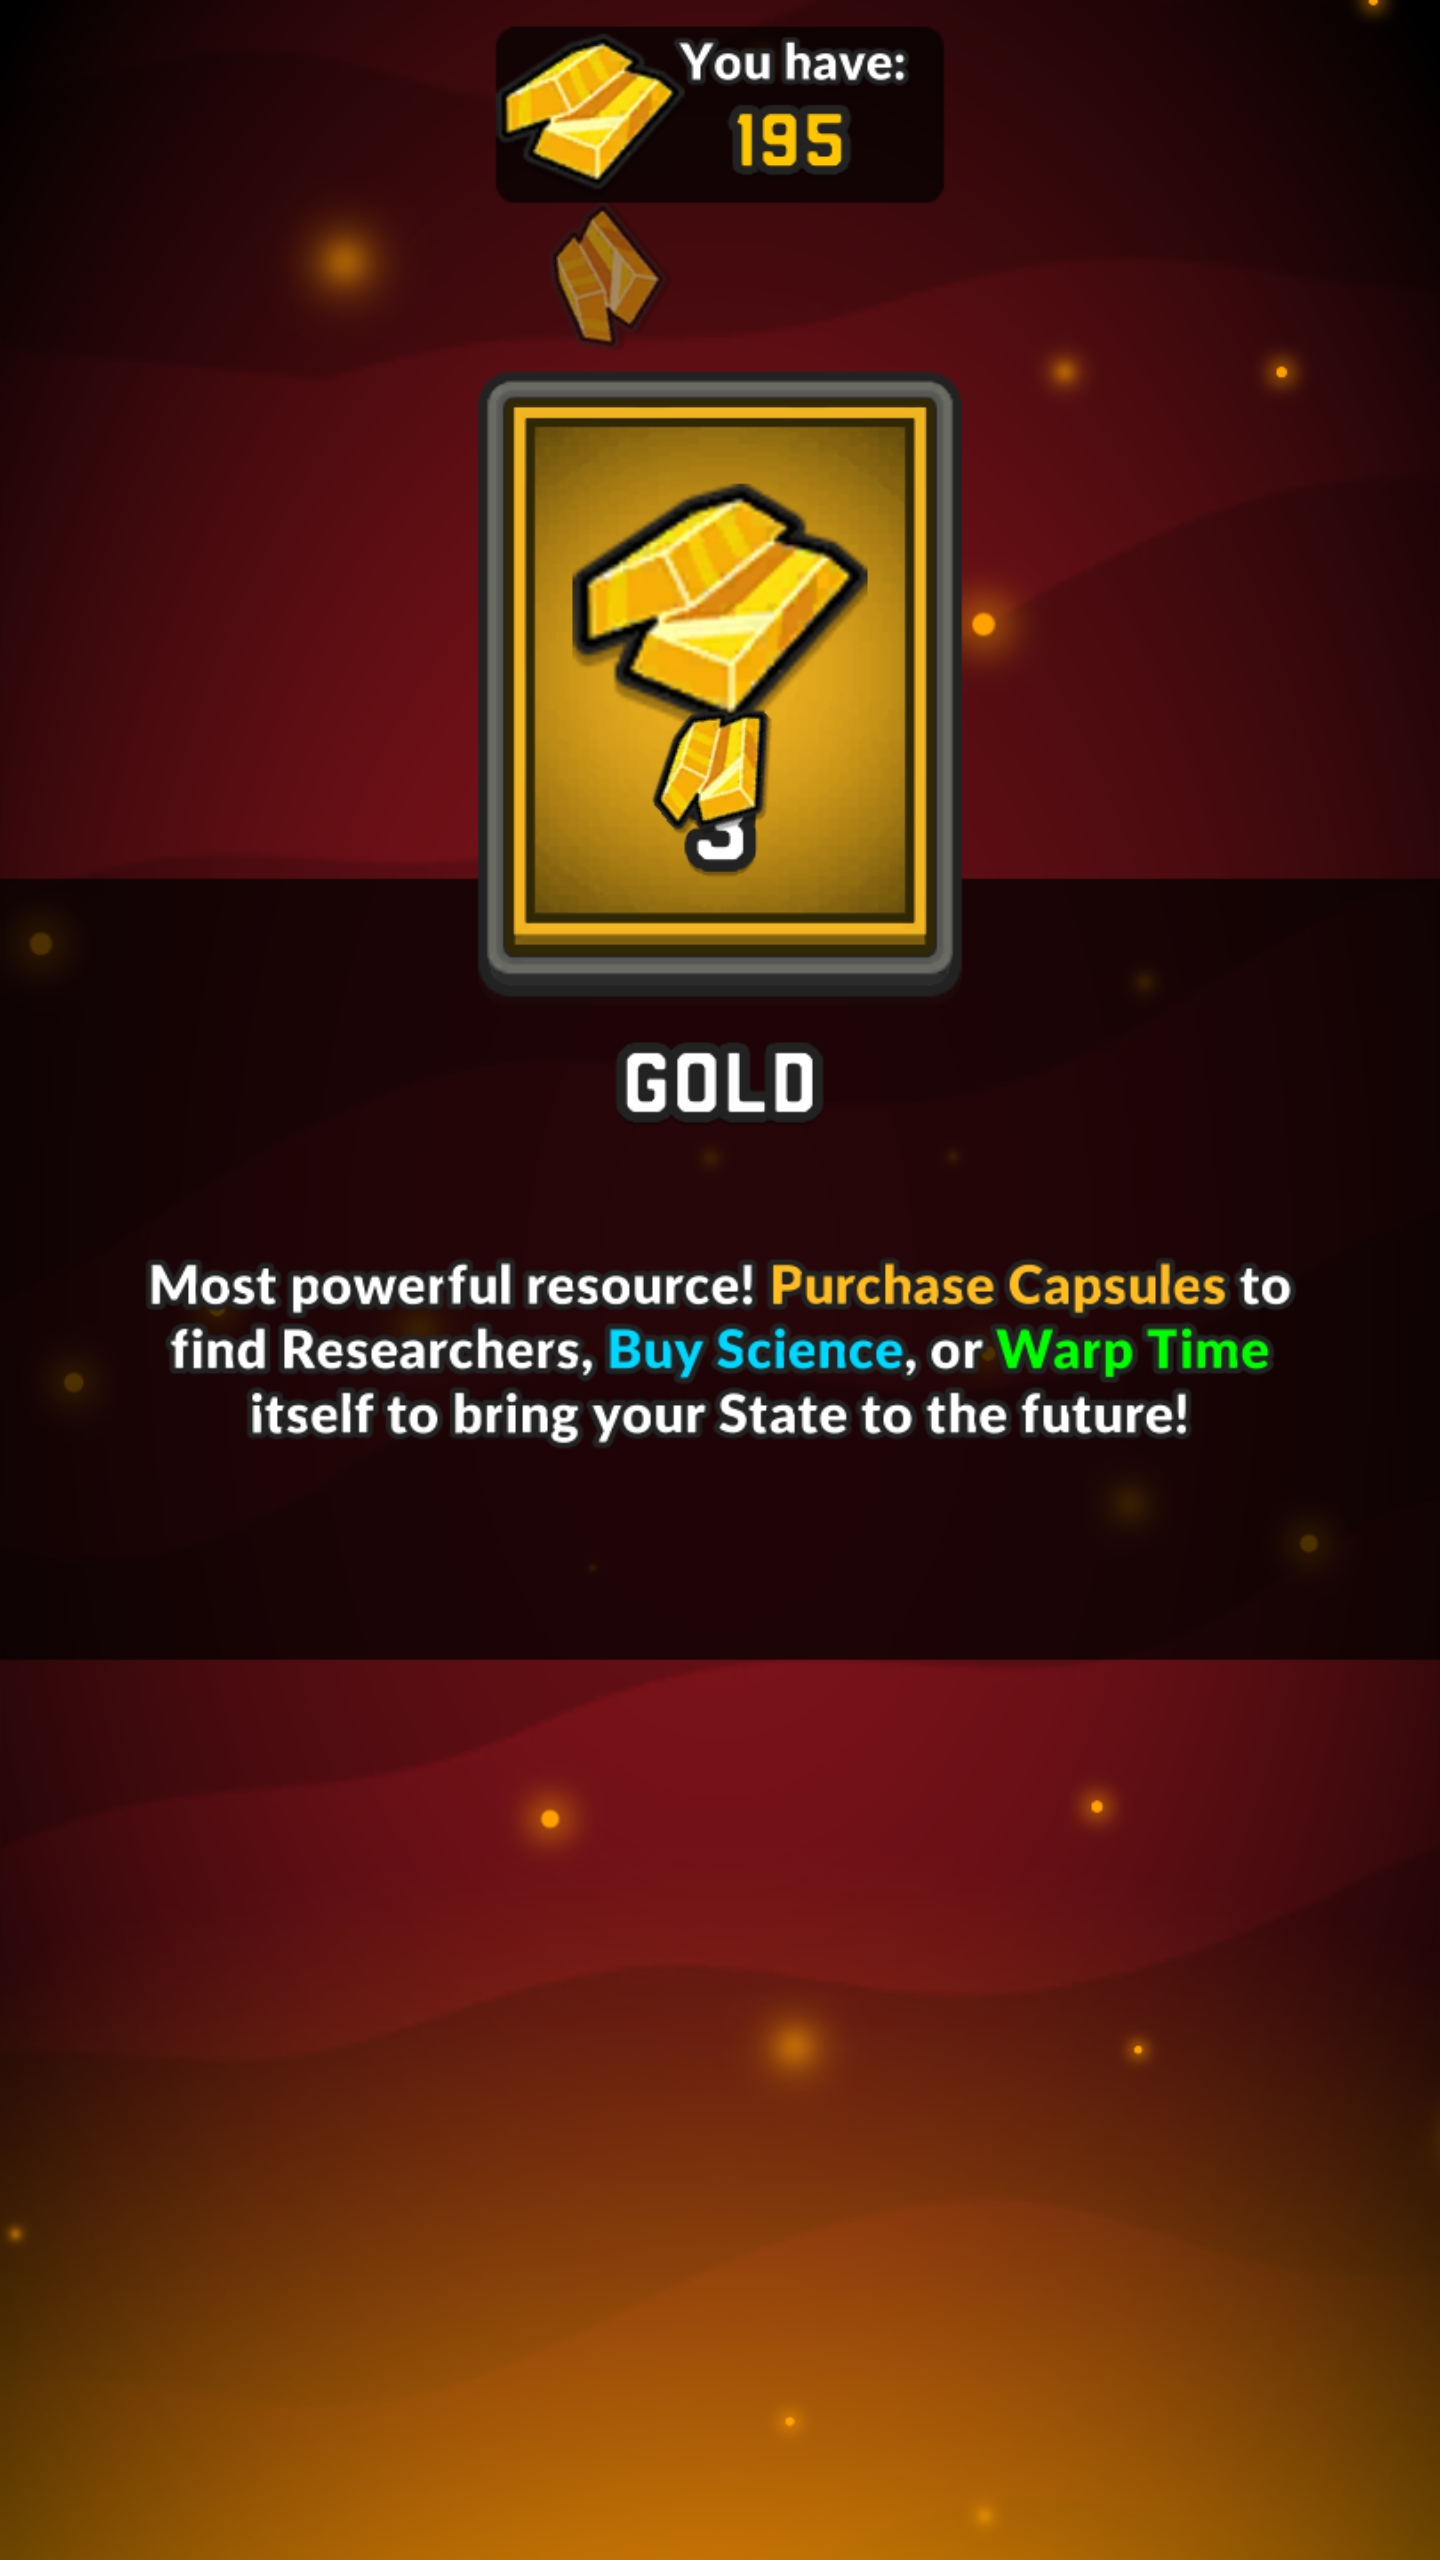 You have:
195
3
GOLD
Most powerful resource! Purchase Capsules to
find Researchers, Buy Science, or Warp Time
itself to bring your State to the future!